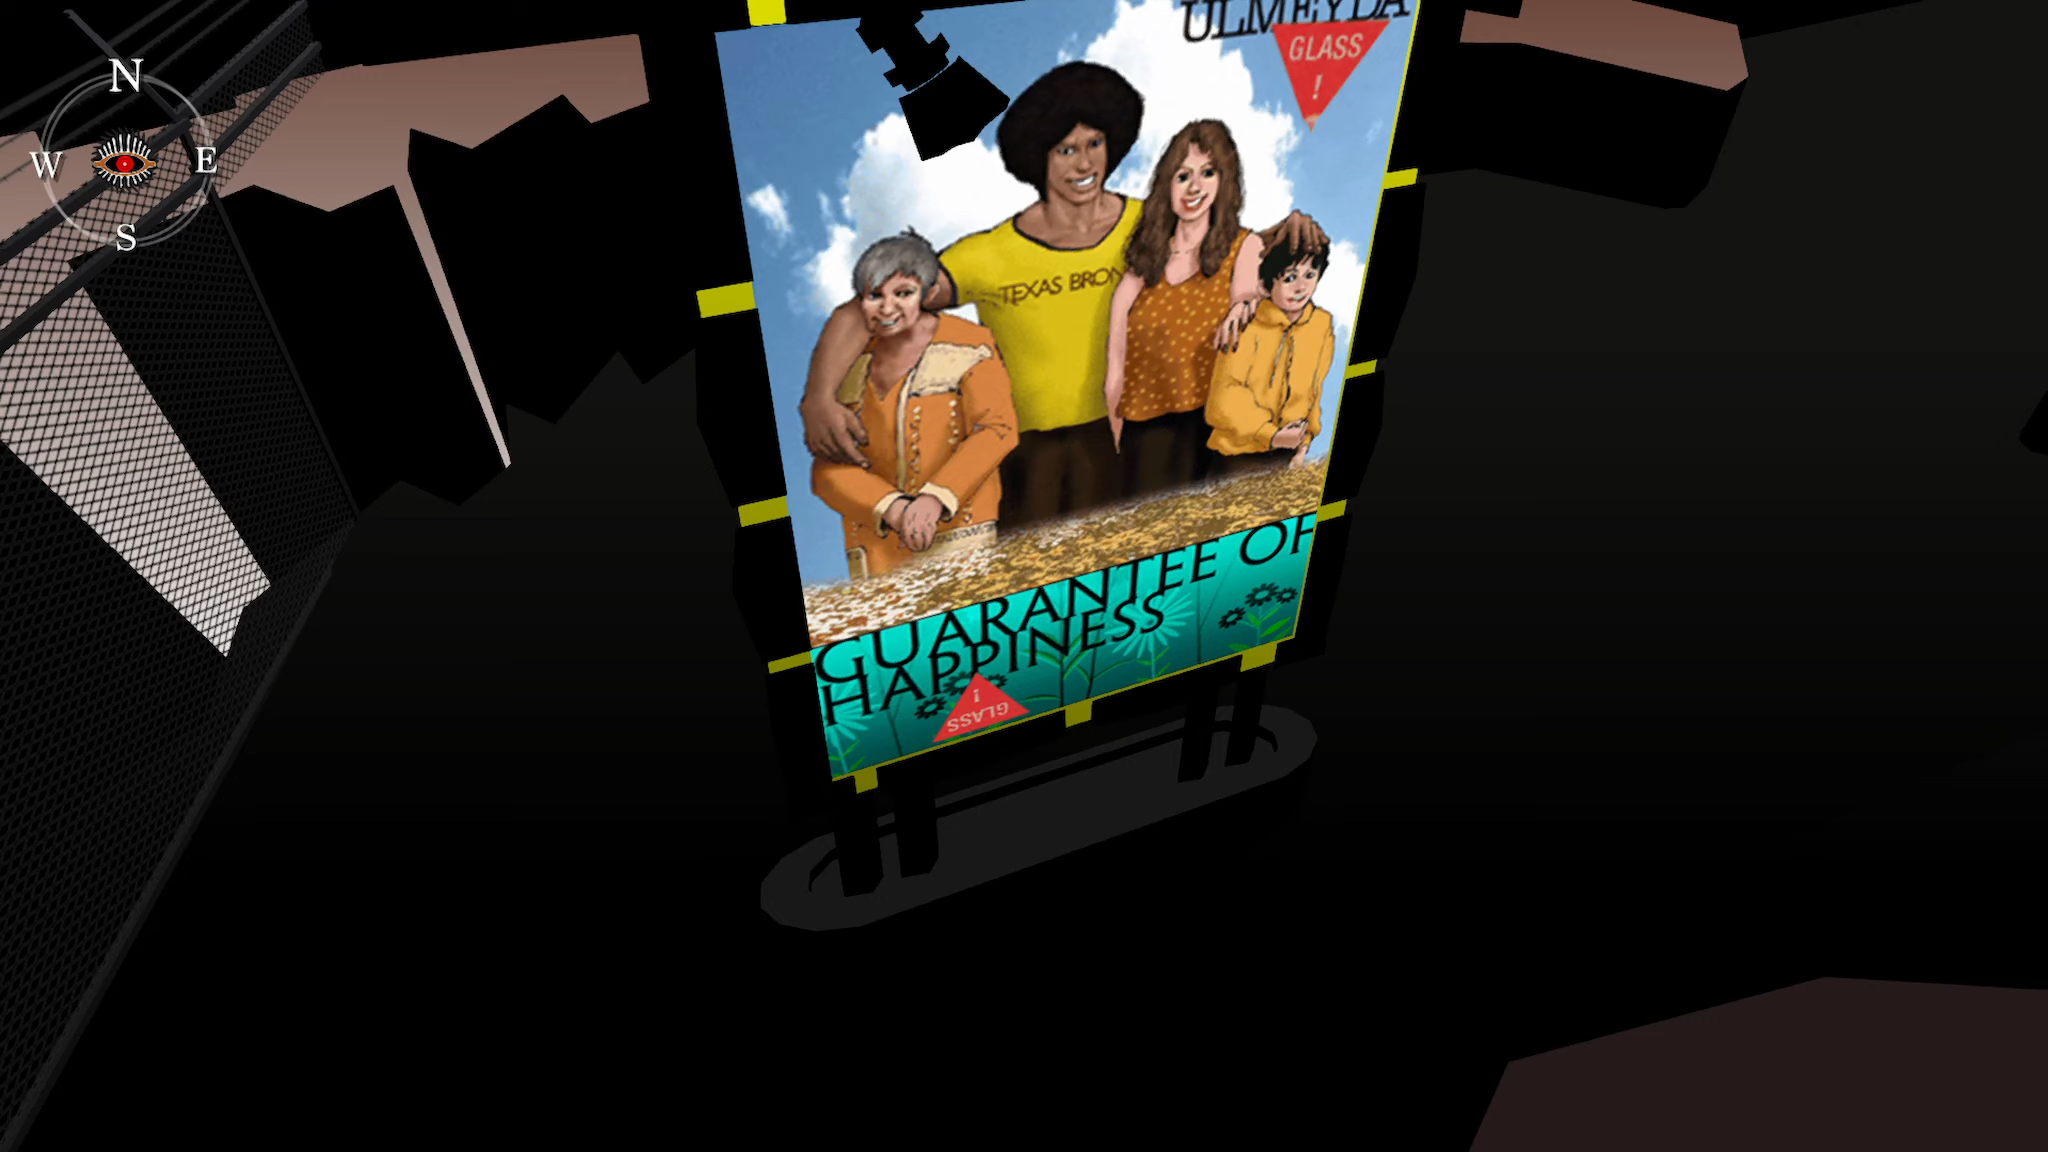 N
W
E
S
ULMEYDA
GLASS
!
TEXAS BRON
GUARANTEE OF
HAPPINESS
!
GLASS